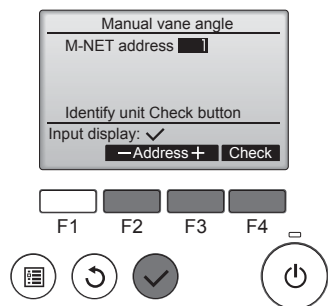 Manual vane angle
M-NET address 1
Identify unit Check button
Input display: ✓
−Address+ Check
F1 F2 F3 F4